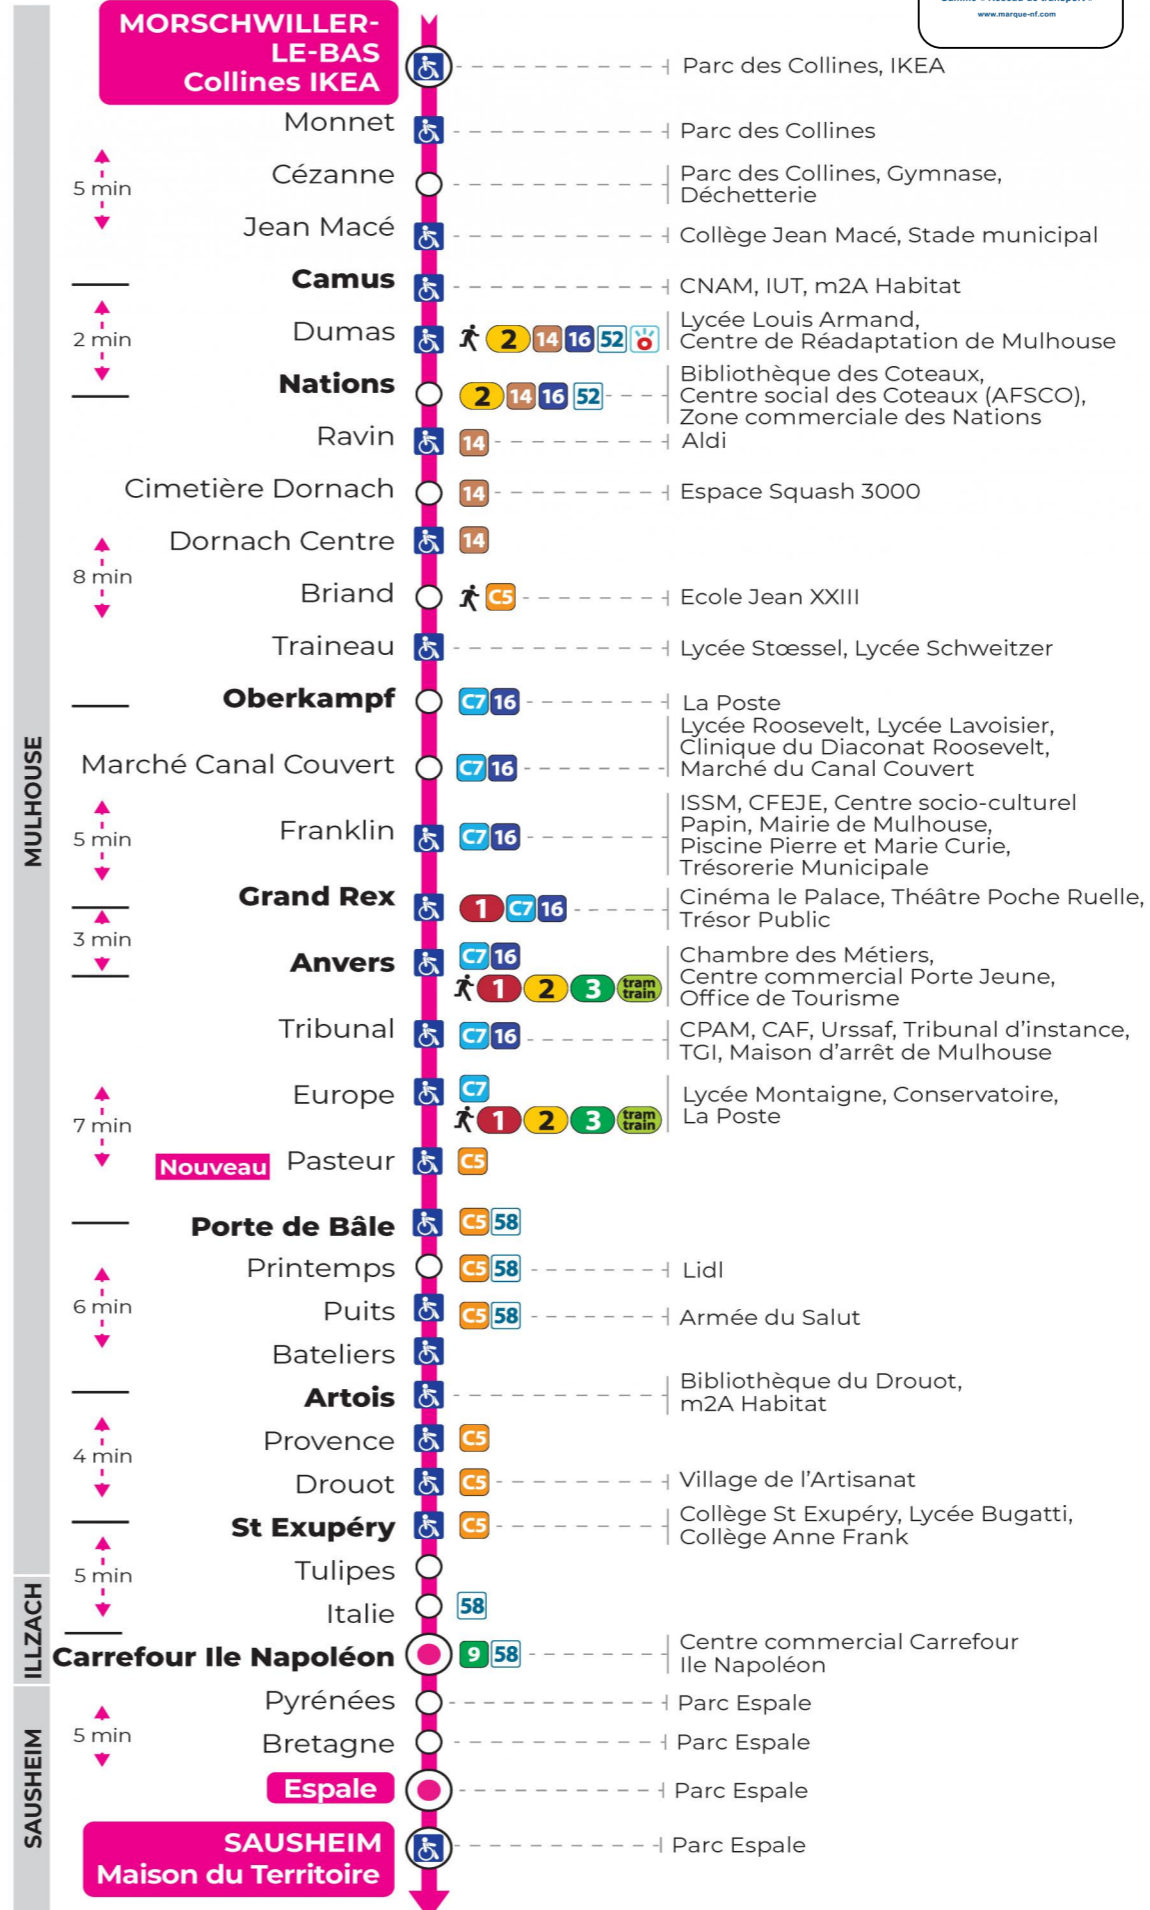 Gamme « Réseau de transport »
www.marque-nf.com
MORSCHWILLER-
LE-BAS
Collines IKEA
Parc des Collines, IKEA
Monnet
Parc des Collines
5 min
Cézanne
Parc des Collines, Gymnase,
Déchetterie
Jean Macé
Collège Jean Macé, Stade municipal
Camus
CNAM, IUT, m2A Habitat
2 min
Dumas
2 14 16 52
Lycée Louis Armand,
Centre de Réadaptation de Mulhouse
Nations
2 14 16 52
Bibliothèque des Coteaux,
Centre social des Coteaux (AFSCO),
Zone commerciale des Nations
Ravin
14
Aldi
Cimetière Dornach
14
Espace Squash 3000
Dornach Centre
14
8 min
Briand
C5
Ecole Jean XXIII
Traineau
Lycée Stœssel, Lycée Schweitzer
Oberkampf
C7 16
La Poste
MULHOUSE
Marché Canal Couvert
C7 16
Lycée Roosevelt, Lycée Lavoisier,
Clinique du Diaconat Roosevelt,
Marché du Canal Couvert
5 min
Franklin
C7 16
ISSM, CFEJE, Centre socio-culturel
Papin, Mairie de Mulhouse,
Piscine Pierre et Marie Curie,
Trésorerie Municipale
Grand Rex
1 C7 16
Cinéma le Palace, Théâtre Poche Ruelle,
Trésor Public
3 min
Anvers
C7 16
1 2 3 tram train
Chambre des Métiers,
Centre commercial Porte Jeune,
Office de Tourisme
Tribunal
C7 16
CPAM, CAF, Urssaf, Tribunal d’instance,
TGI, Maison d’arrêt de Mulhouse
7 min
Europe
C7
1 2 3 tram train
Lycée Montaigne, Conservatoire,
La Poste
Nouveau Pasteur
C5
Porte de Bâle
C5 58
Printemps
C5 58
Lidl
6 min
Puits
C5 58
Armée du Salut
Bateliers
Artois
Bibliothèque du Drouot,
m2A Habitat
4 min
Provence
C5
Drouot
C5
Village de l’Artisanat
St Exupéry
C5
Collège St Exupéry, Lycée Bugatti,
Collège Anne Frank
5 min
Tulipes
ILLZACH
Italie
58
Carrefour Ile Napoléon
9 58
Centre commercial Carrefour
Ile Napoléon
SAUSHEIM
Pyrénées
Parc Espale
5 min
Bretagne
Parc Espale
Espale
Parc Espale
SAUSHEIM
Maison du Territoire
Parc Espale